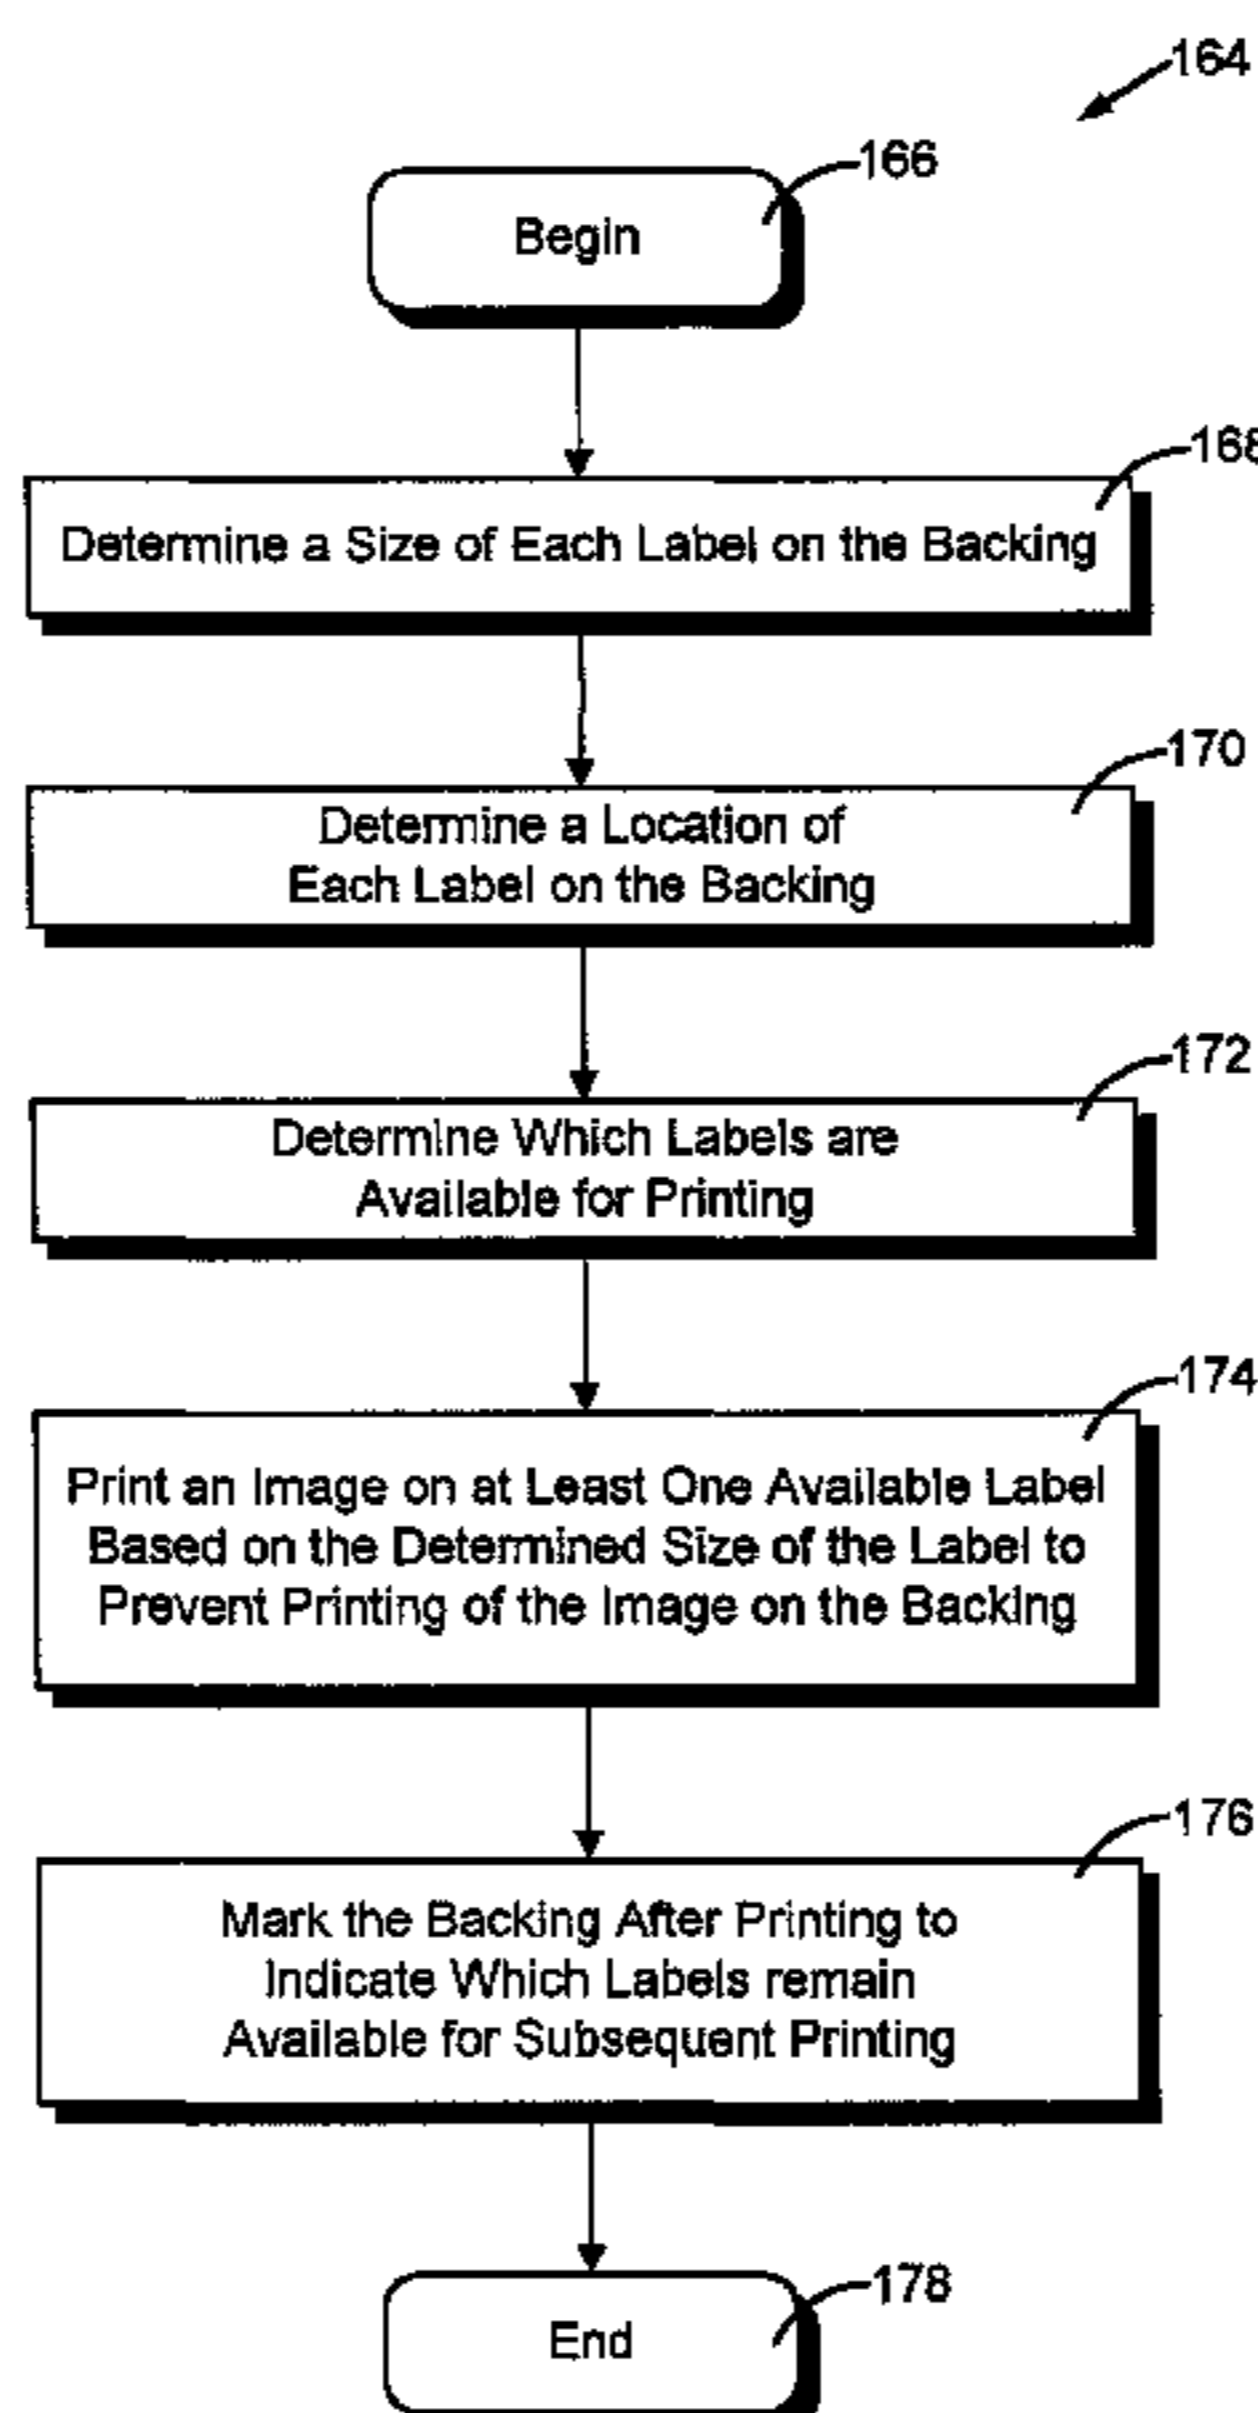 164
166
Begin
168
Determine a Size of Each Label on the Backing
170
Determine a Location of
Each Label on the Backing
172
Determine Which Labels are
Available for Printing
174
Print an Image on at Least One Available Label
Based on the Determined Size of the Label to
Prevent Printing of the Image on the Backing
176
Mark the Backing After Printing to
Indicate Which Labels remain
Available for Subsequent Printing
178
End